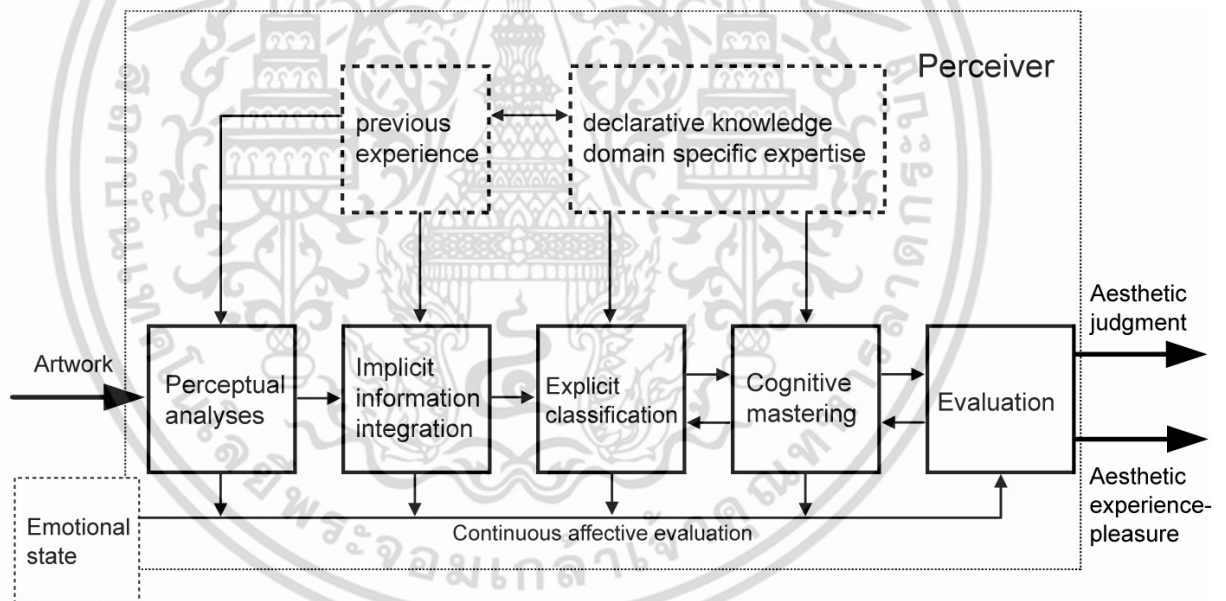 Perceiver
previous
experience
declarative knowledge
domain specific expertise
Artwork
Perceptual
analyses
Implicit
information
integration
Explicit
classification
Cognitive
mastering
Evaluation
Aesthetic
judgment
Aesthetic
experience-
pleasure
Emotional
state
Continuous affective evaluation